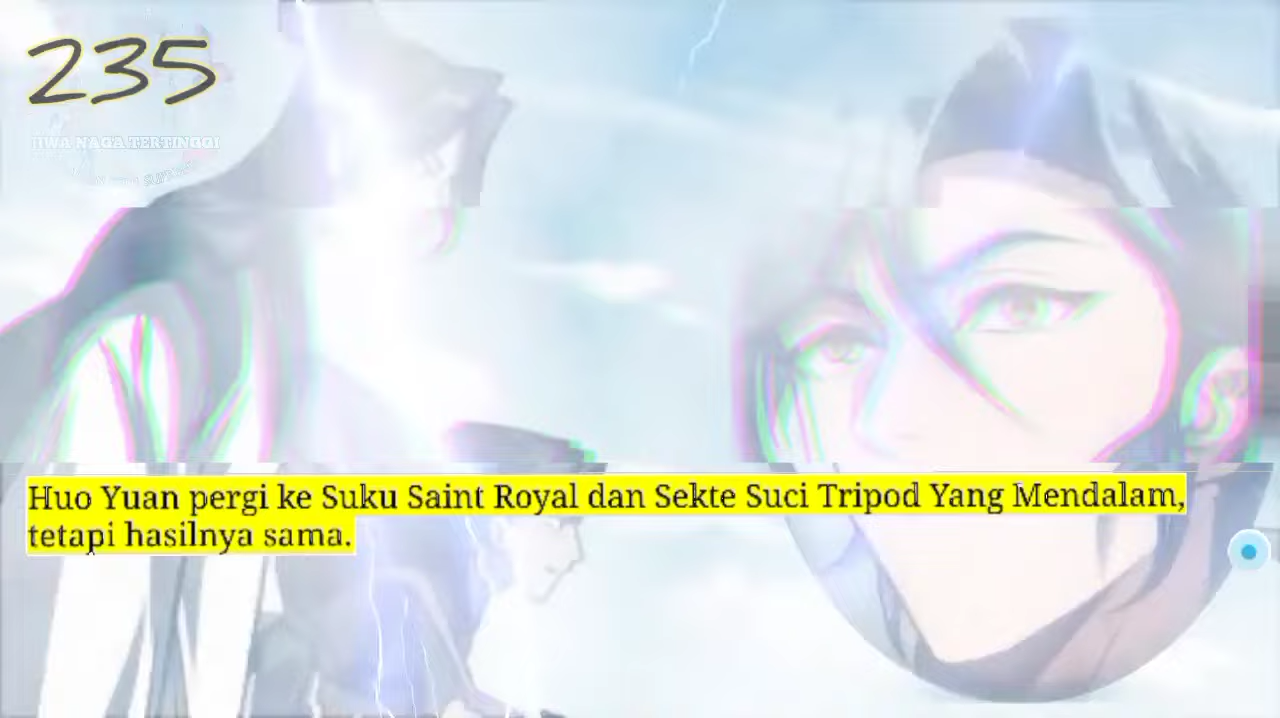 235
JIWA NAGA TERTINGGI
Huo Yuan pergi ke Suku Saint Royal dan Sekte Suci Tripod Yang Mendalam,
tetapi hasilnya sama.